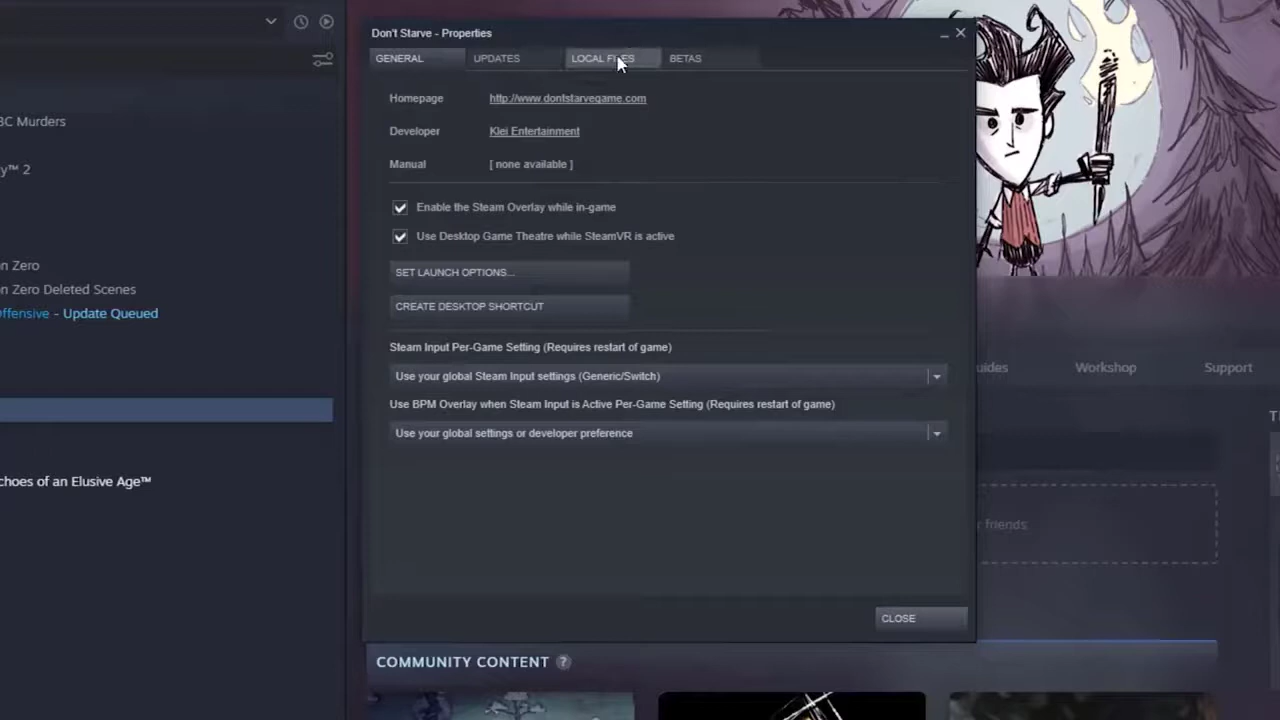 Don't Starve - Properties
GENERAL
UPDATES
LOCAL FILES
BETAS
Homepage
http://www.dontstarvegame.com
Developer
Klei Entertainment
Manual
[ none available ]
Enable the Steam Overlay while in-game
Use Desktop Game Theatre while SteamVR is active
SET LAUNCH OPTIONS...
CREATE DESKTOP SHORTCUT
Steam Input Per-Game Setting (Requires restart of game)
Use your global Steam Input settings (Generic/Switch)
Use BPM Overlay when Steam Input is Active Per-Game Setting (Requires restart of game)
Use your global settings or developer preference
CLOSE
BC Murders
y™ 2
n Zero
n Zero Deleted Scenes
ffensive - Update Queued
choes of an Elusive Age™
uides
Workshop
Support
r friends
COMMUNITY CONTENT ?